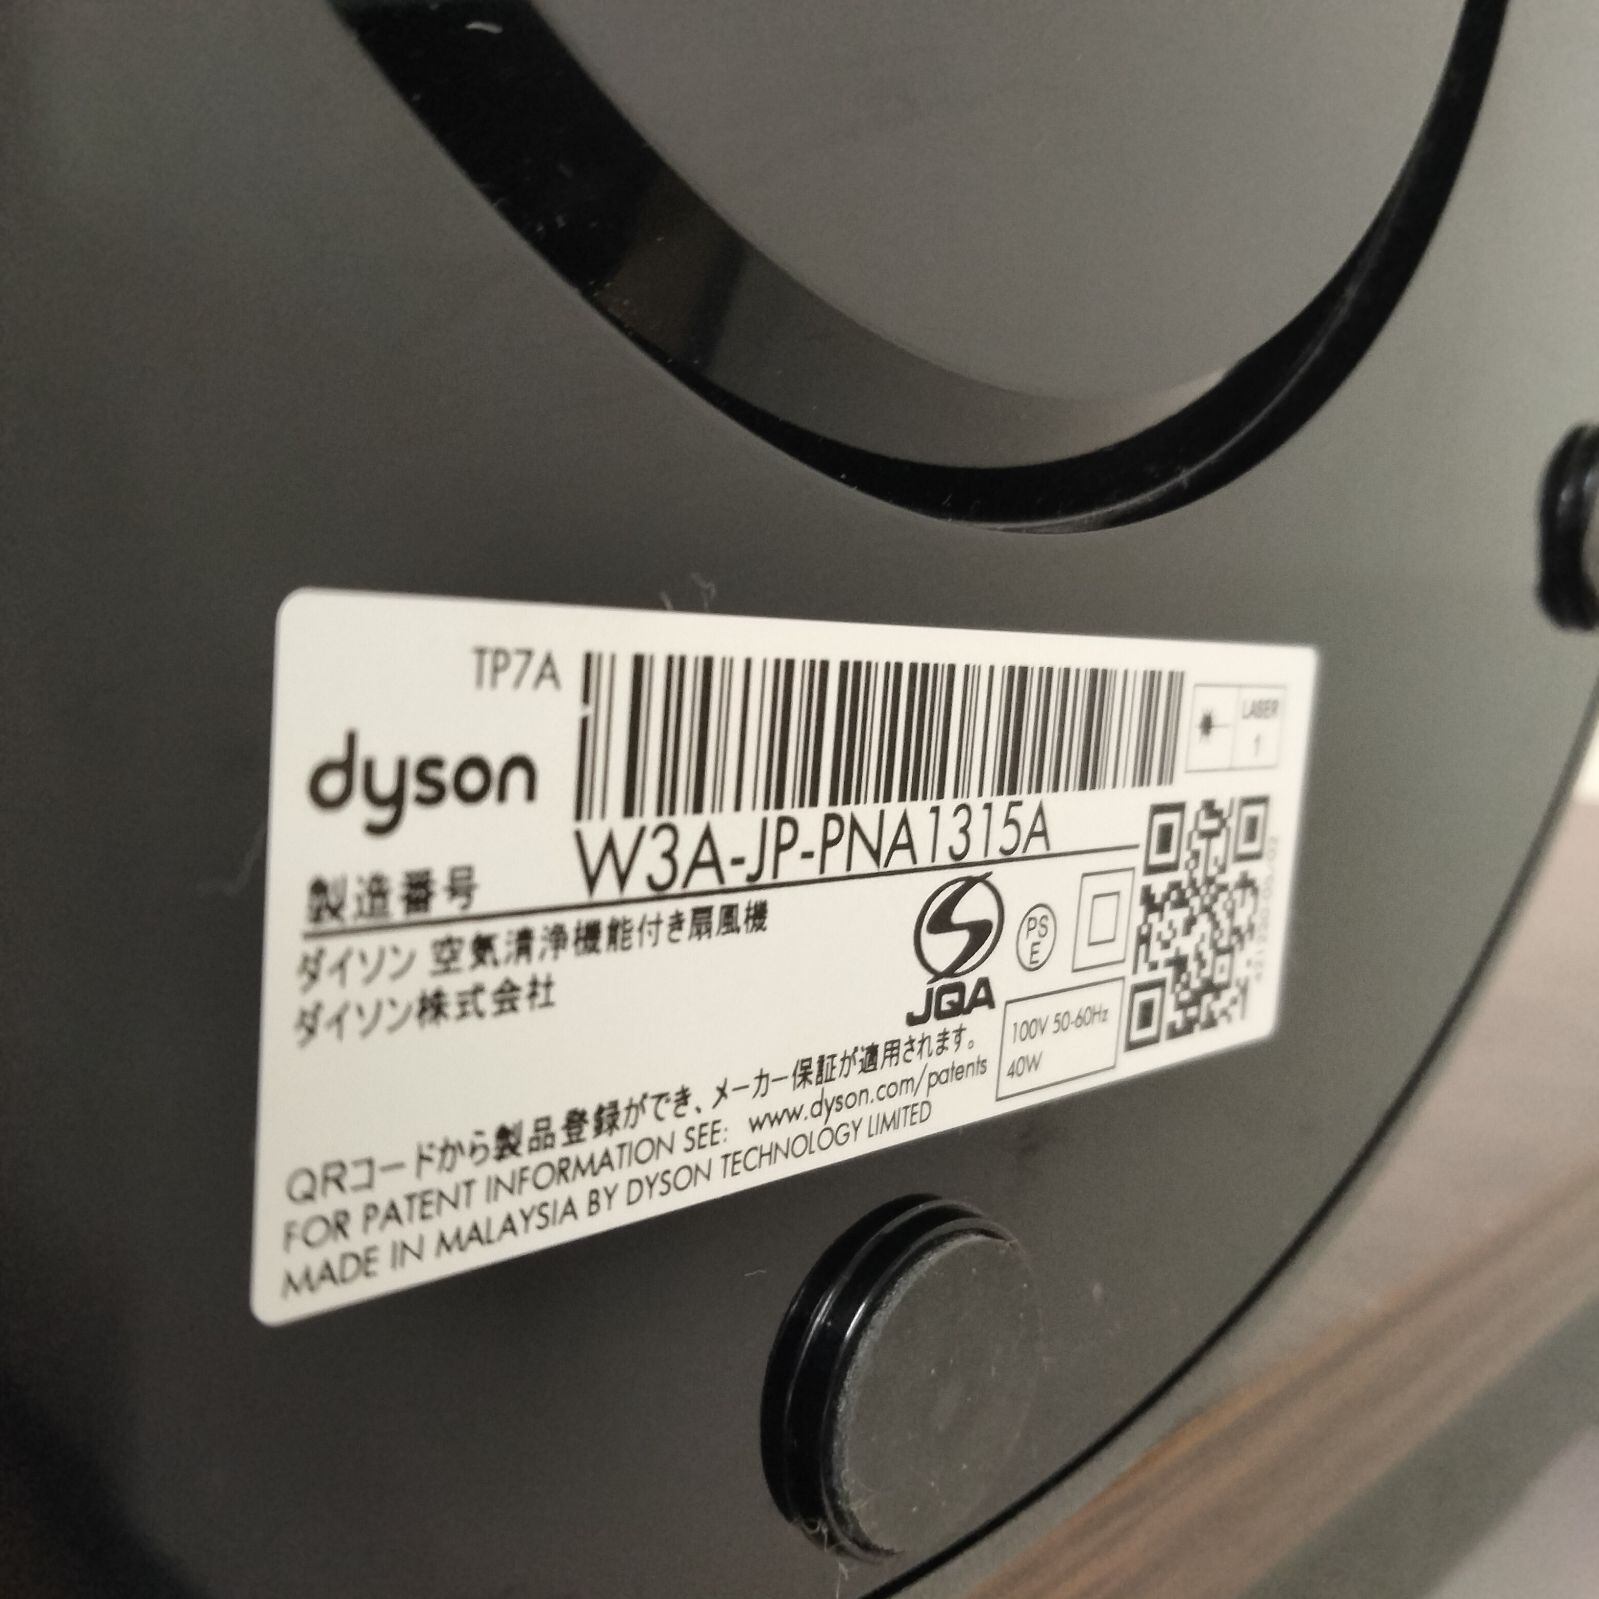 TP7A
dyson
LASER
1
製造番号 W3A-JP-PNA1315A
ダイソン 空気清浄機能付き扇風機
ダイソン株式会社
JQA
PS
E
100V 50-60Hz
40W
QRコードから製品登録ができ、メーカー保証が適用されます。
FOR PATENT INFORMATION SEE: www.dyson.com/patents
MADE IN MALAYSIA BY DYSON TECHNOLOGY LIMITED